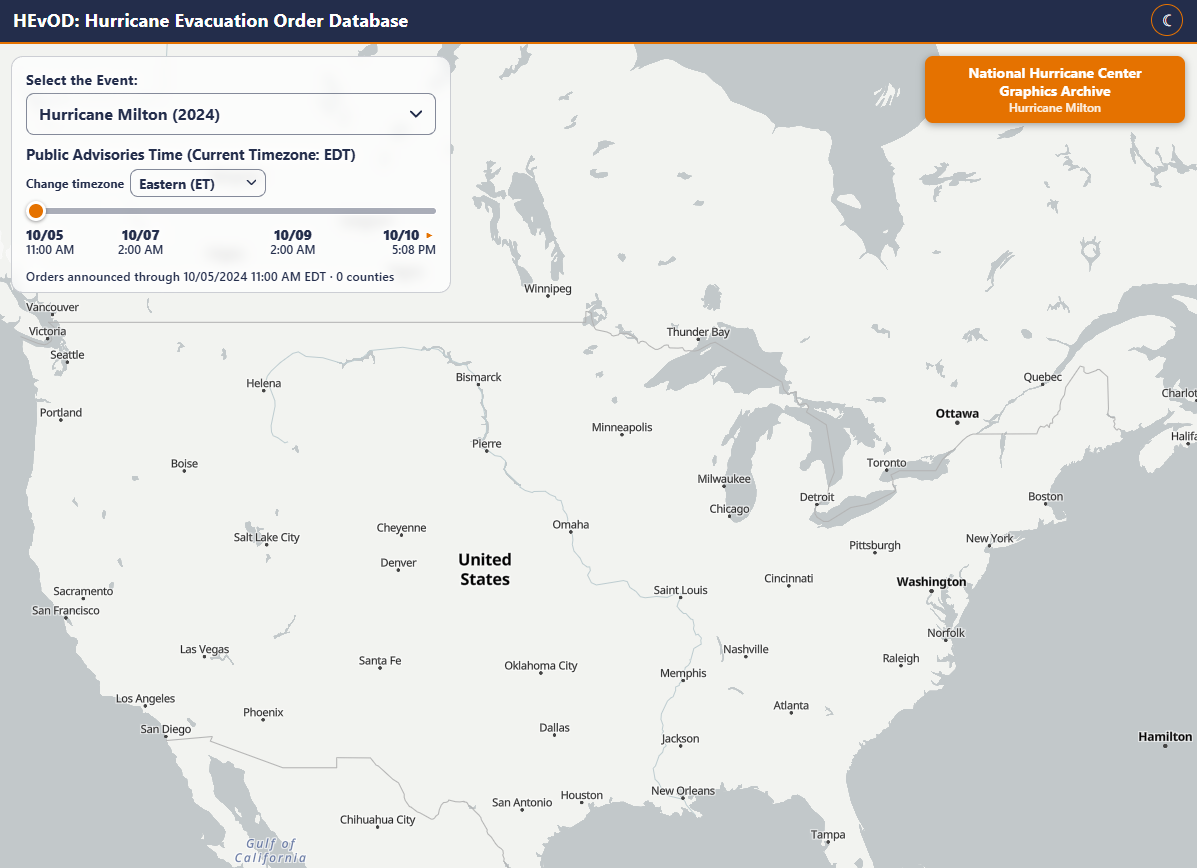 HEvOD: Hurricane Evacuation Order Database
Select the Event:
Hurricane Milton (2024)
Public Advisories Time (Current Timezone: EDT)
Change timezone Eastern (ET)
10/05 10/07 10/09 10/10 ►
11:00 AM 2:00 AM 2:00 AM 5:08 PM
Orders announced through 10/05/2024 11:00 AM EDT · 0 counties
National Hurricane Center
Graphics Archive
Hurricane Milton
Winnipeg
Vancouver
Victoria
Thunder Bay
Seattle
Helena
Bismarck
Quebec
Charlot
Portland
Minneapolis
Ottawa
Pierre
Halifa
Boise
Toronto
Milwaukee
Detroit
Boston
Chicago
Cheyenne
Omaha
Salt Lake City
New York
Pittsburgh
Denver
United
States
Cincinnati
Washington
Sacramento
Saint Louis
San Francisco
Norfolk
Las Vegas
Nashville
Santa Fe
Oklahoma City
Raleigh
Memphis
Los Angeles
Phoenix
Atlanta
San Diego
Dallas
Jackson
Hamilton
New Orleans
San Antonio
Houston
Chihuahua City
Tampa
Gulf of
California